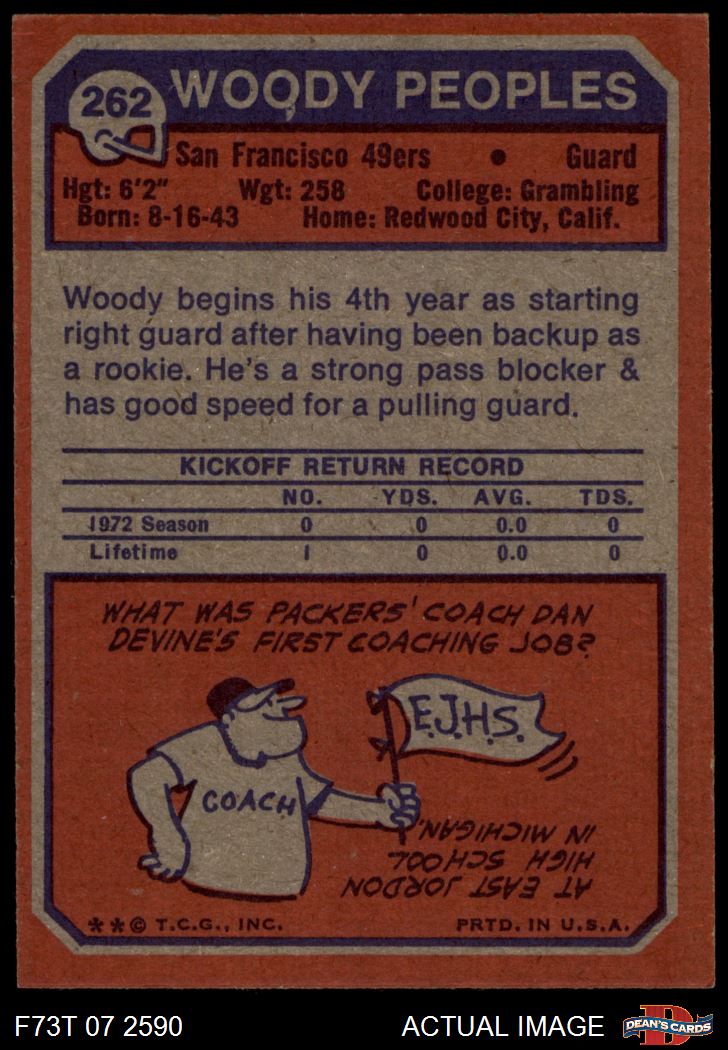 262
WOODY PEOPLES
San Francisco 49ers • Guard
Hgt: 6'2" Wgt: 258 College: Grambling
Born: 8-16-43 Home: Redwood City, Calif.
Woody begins his 4th year as starting
right guard after having been backup as
a rookie. He's a strong pass blocker &
has good speed for a pulling guard.
KICKOFF RETURN RECORD
NO. YDS. AVG. TDS.
1972 Season 0 0 0.0 0
Lifetime 1 0 0.0 0
WHAT WAS PACKERS' COACH DAN
DEVINE'S FIRST COACHING JOB?
E.J.H.S.
COACH
AT EAST JORDON
HIGH SCHOOL
IN MICHIGAN.
** © T.C.G., INC. PRTD. IN U.S.A.
F73T 07 2590 ACTUAL IMAGE
D
DEAN'S CARDS